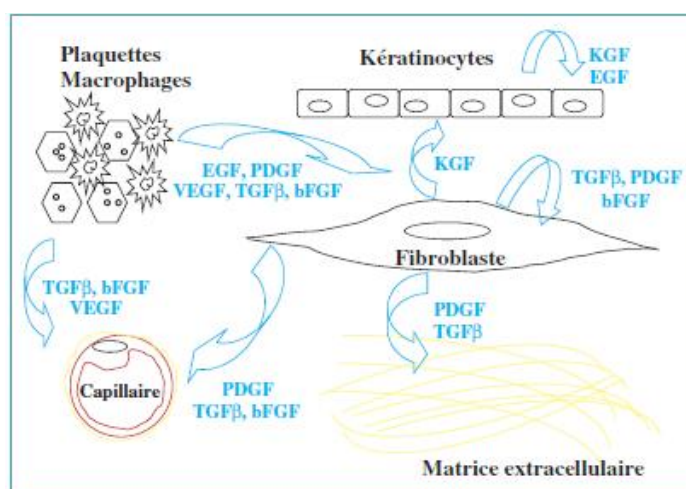 Plaquettes
Macrophages
Kératinocytes
KGF
EGF
EGF, PDGF
VEGF, TGFβ, bFGF
KGF
TGFβ, PDGF
bFGF
Fibroblaste
TGFβ, bFGF
VEGF
PDGF
TGFβ
Capillaire
PDGF
TGFβ, bFGF
Matrice extracellulaire